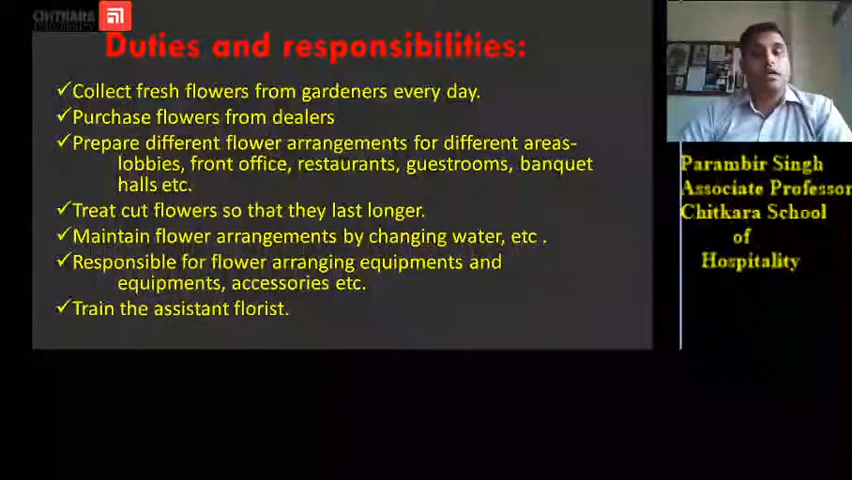 CHITKARA
UNIVERSITY
Duties and responsibilities:
✓Collect fresh flowers from gardeners every day.
✓Purchase flowers from dealers
✓Prepare different flower arrangements for different areas-
lobbies, front office, restaurants, guestrooms, banquet
halls etc.
✓Treat cut flowers so that they last longer.
✓Maintain flower arrangements by changing water, etc .
✓Responsible for flower arranging equipments and
equipments, accessories etc.
✓Train the assistant florist.
Parambir Singh
Associate Professor
Chitkara School
of
Hospitality